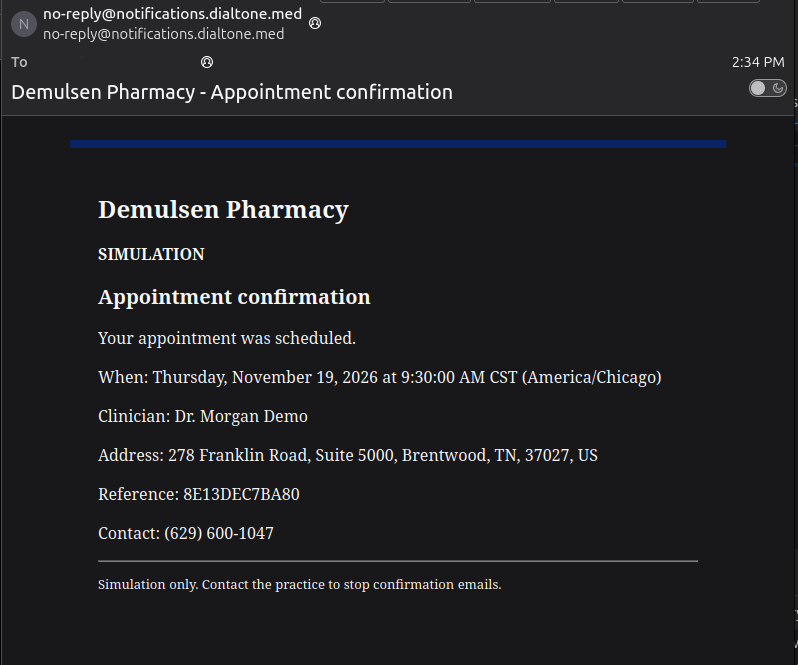 N
no-reply@notifications.dialtone.med
no-reply@notifications.dialtone.med
To
2:34 PM
Demulsen Pharmacy - Appointment confirmation
Demulsen Pharmacy
SIMULATION
Appointment confirmation
Your appointment was scheduled.
When: Thursday, November 19, 2026 at 9:30:00 AM CST (America/Chicago)
Clinician: Dr. Morgan Demo
Address: 278 Franklin Road, Suite 5000, Brentwood, TN, 37027, US
Reference: 8E13DEC7BA80
Contact: (629) 600-1047
Simulation only. Contact the practice to stop confirmation emails.